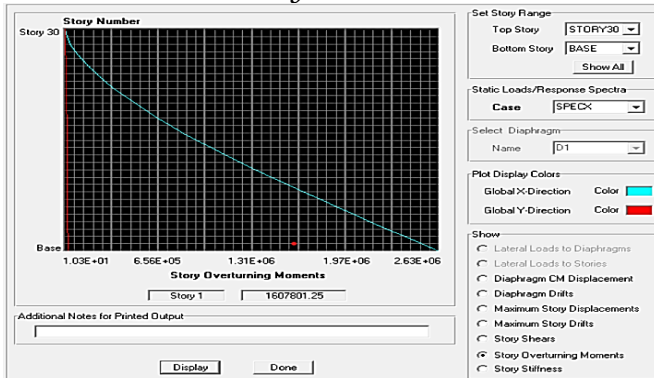 Story Number
Story 30
Base
1.03E+01 6.56E+05 1.31E+06 1.97E+06 2.63E+06
Story Overturning Moments
Story 1 1607801.25
Additional Notes for Printed Output
Display Done
Set Story Range
Top Story STORY30
Bottom Story BASE
Show All
Static Loads/Response Spectra
Case SPECX
Select Diaphragm
Name D1
Plot Display Colors
Global X-Direction Color
Global Y-Direction Color
Show
Lateral Loads to Diaphragms
Lateral Loads to Stories
Diaphragm CM Displacement
Diaphragm Drifts
Maximum Story Displacements
Maximum Story Drifts
Story Shears
Story Overturning Moments
Story Stiffness